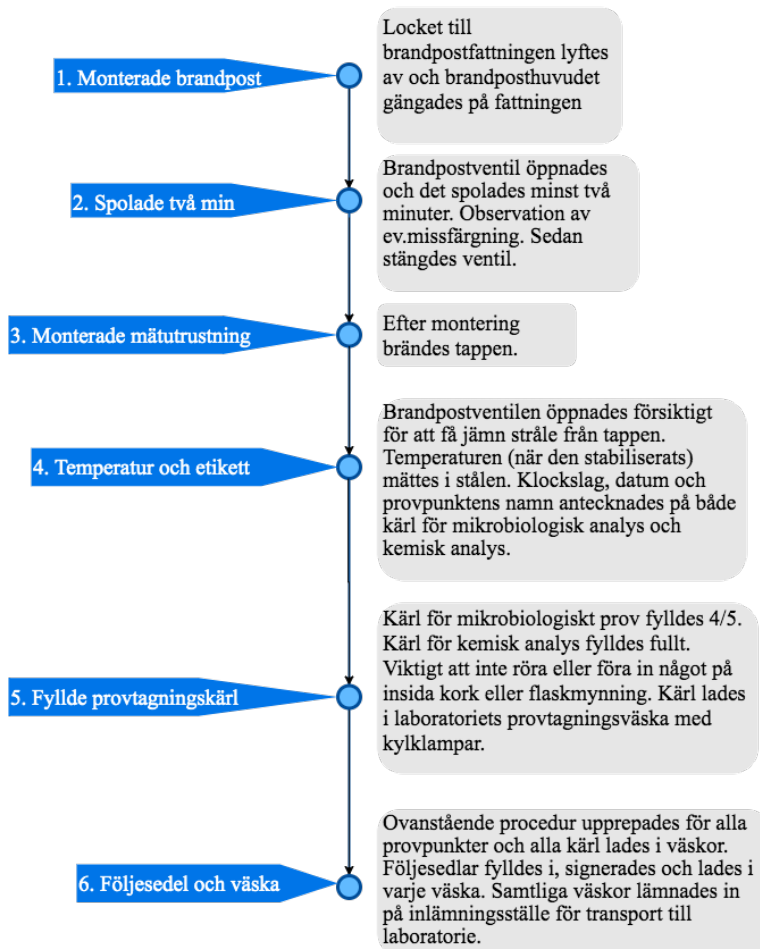 1. Monterade brandpost
Locket till
brandpostfattningen lyftes
av och brandposthuvudet
gängades på fattningen
2. Spolade två min
Brandpostventil öppnades
och det spolades minst två
minuter. Observation av
ev.missfärgning. Sedan
stängdes ventil.
3. Monterade mätutrustning
Efter montering
brändes tappen.
4. Temperatur och etikett
Brandpostventilen öppnades försiktigt
för att få jämn stråle från tappen.
Temperaturen (när den stabiliserats)
mättes i stålen. Klockslag, datum och
provpunktens namn antecknades på både
kärl för mikrobiologisk analys och
kemisk analys.
5. Fyllde provtagningskärl
Kärl för mikrobiologiskt prov fylldes 4/5.
Kärl för kemisk analys fylldes fullt.
Viktigt att inte röra eller föra in något på
insida kork eller flaskmynning. Kärl lades
i laboratoriets provtagningsväska med
kylklampar.
6. Följesedel och väska
Ovanstående procedur upprepades för alla
provpunkter och alla kärl lades i väskor.
Följesedlar fylldes i, signerades och lades i
varje väska. Samtliga väskor lämnades in
på inlämningsställe för transport till
laboratorie.